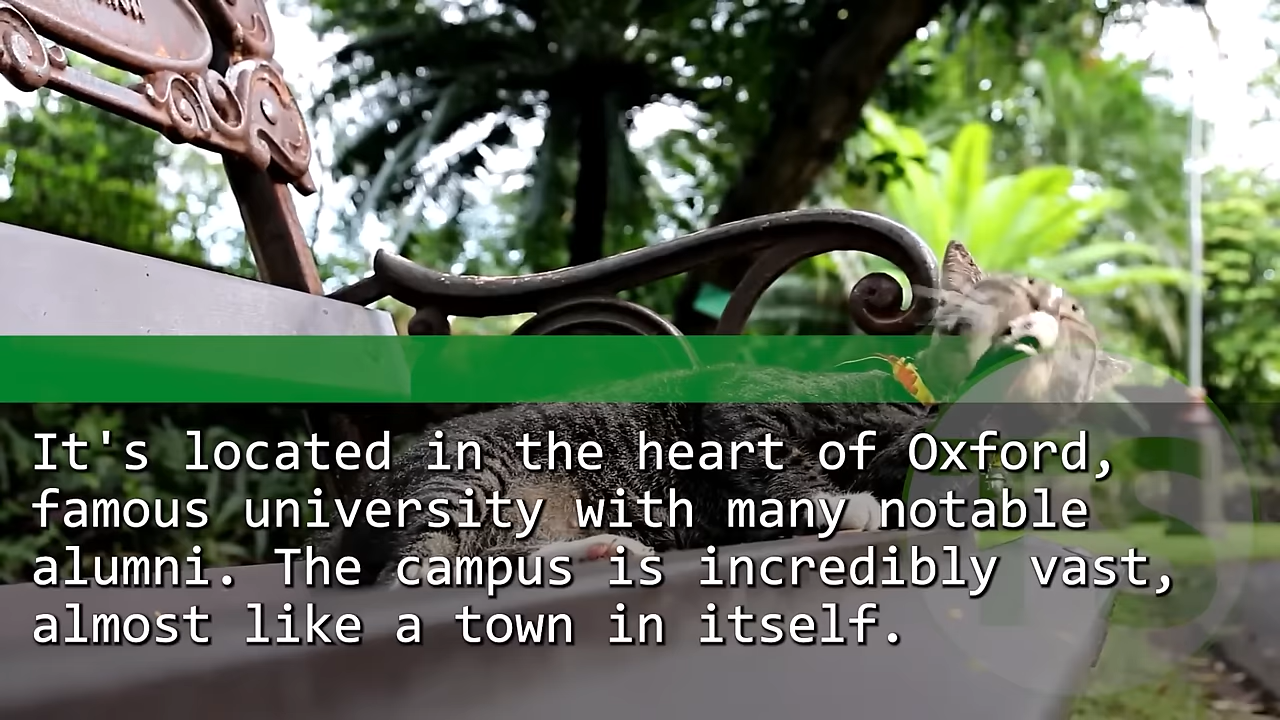 It's located in the heart of Oxford,
famous university with many notable
alumni. The campus is incredibly vast,
almost like a town in itself.